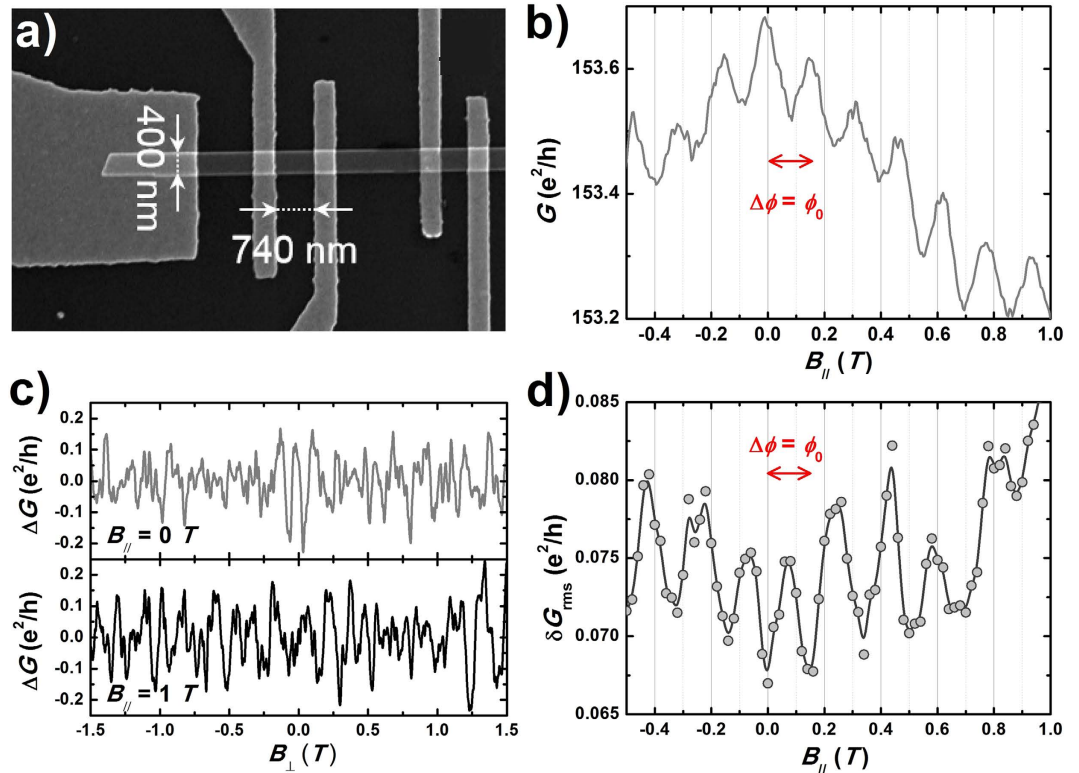 a)
400 nm
740 nm
b)
G (e²/h)
153.6
153.4
153.2
Δϕ = ϕ₀
-0.4 -0.2 0.0 0.2 0.4 0.6 0.8 1.0
B// (T)
c)
ΔG (e²/h)
0.2
0.1
0.0
-0.1
-0.2
B// = 0 T
ΔG (e²/h)
0.2
0.1
0.0
-0.1
-0.2
B// = 1 T
-1.5 -1.0 -0.5 0.0 0.5 1.0 1.5
B⊥ (T)
d)
δGrms (e²/h)
0.085
0.080
0.075
0.070
0.065
Δϕ = ϕ₀
-0.4 -0.2 0.0 0.2 0.4 0.6 0.8 1.0
B// (T)